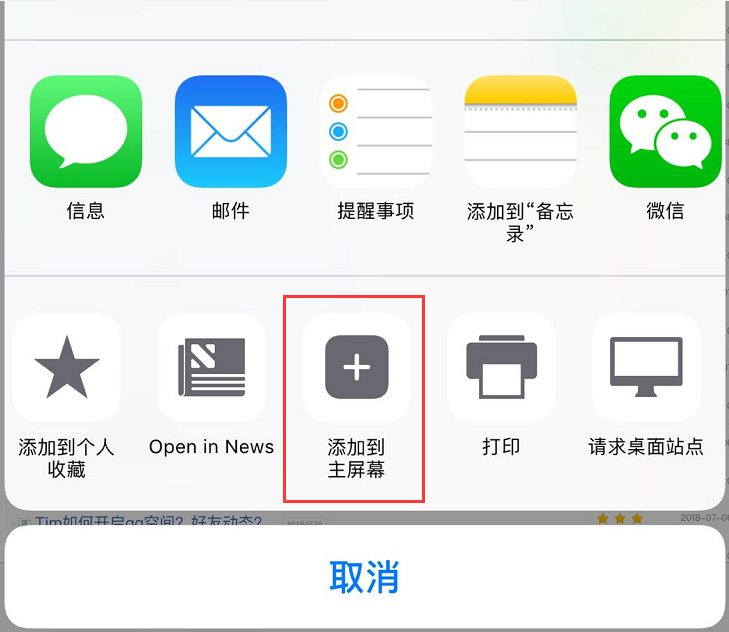 信息
邮件
提醒事项
添加到“备忘
录”
微信
添加到个人
收藏
Open in News
添加到
主屏幕
打印
请求桌面站点
Tim如何开启qq空间？好友动态？
2018-07-06
取消